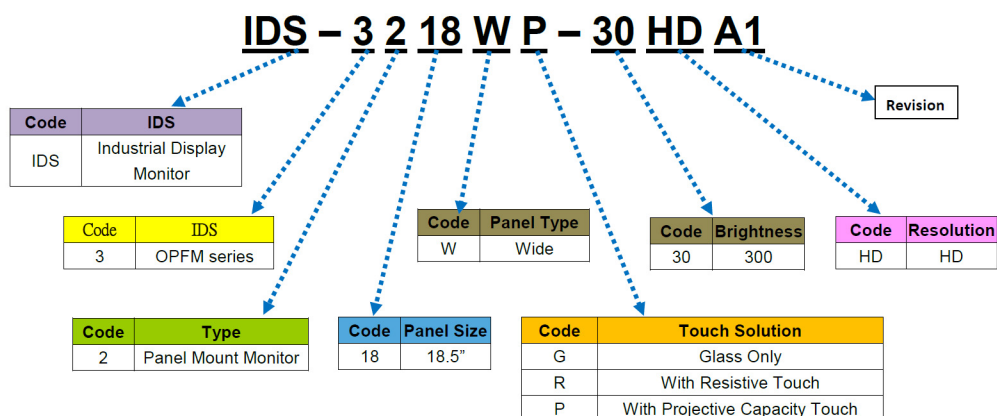 IDS – 3 2 18 W P – 30 HD A1
Revision
Code IDS
IDS Industrial Display Monitor
Code IDS
3 OPFM series
Code Panel Type
W Wide
Code Brightness
30 300
Code Resolution
HD HD
Code Type
2 Panel Mount Monitor
Code Panel Size
18 18.5”
Code Touch Solution
G Glass Only
R With Resistive Touch
P With Projective Capacity Touch